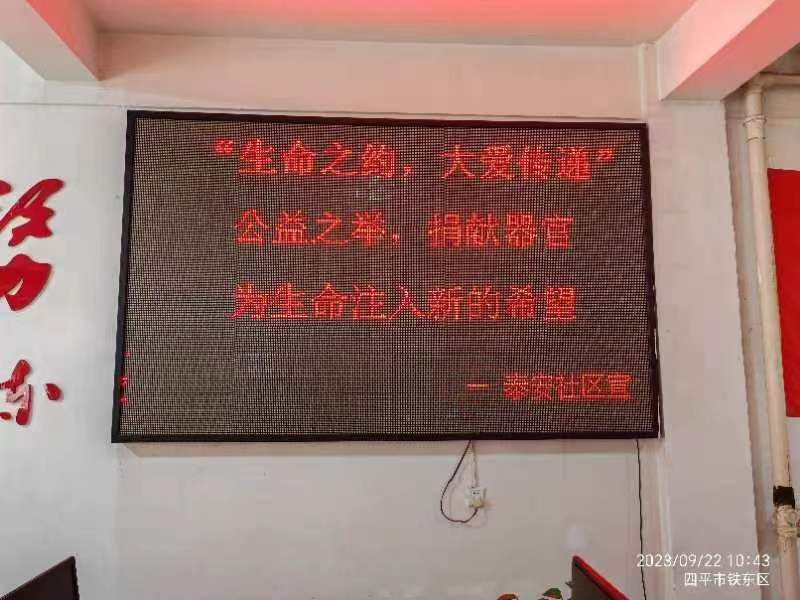 “生命之约，大爱传递”
公益之举，捐献器官
为生命注入新的希望
一 泰安社区宣
2023/09/22 10:43
四平市铁东区